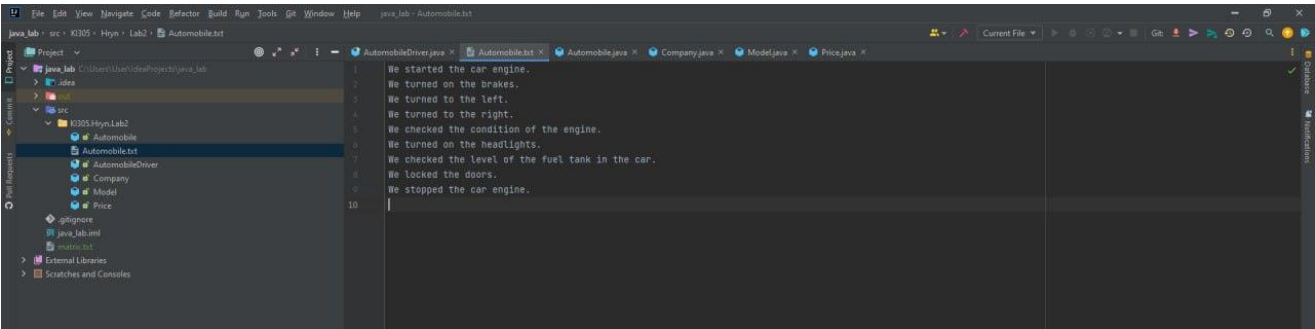 File Edit View Navigate Code Refactor Build Run Tools Git Window Help java_lab - Automobile.txt
java_lab src KI305 Hryn Lab2 Automobile.txt Current File Git:
Project
AutomobileDriver.java Automobile.txt Automobile.java Company.java Model.java Price.java
java_lab C:\Users\User\IdeaProjects\java_lab
.idea
out
src
KI305.Hryn.Lab2
Automobile
Automobile.txt
AutomobileDriver
Company
Model
Price
.gitignore
java_lab.iml
matrix.txt
External Libraries
Scratches and Consoles
1 We started the car engine.
2 We turned on the brakes.
3 We turned to the left.
4 We turned to the right.
5 We checked the condition of the engine.
6 We turned on the headlights.
7 We checked the level of the fuel tank in the car.
8 We locked the doors.
9 We stopped the car engine.
10
Project
Commit
Pull Requests
Database
Notifications